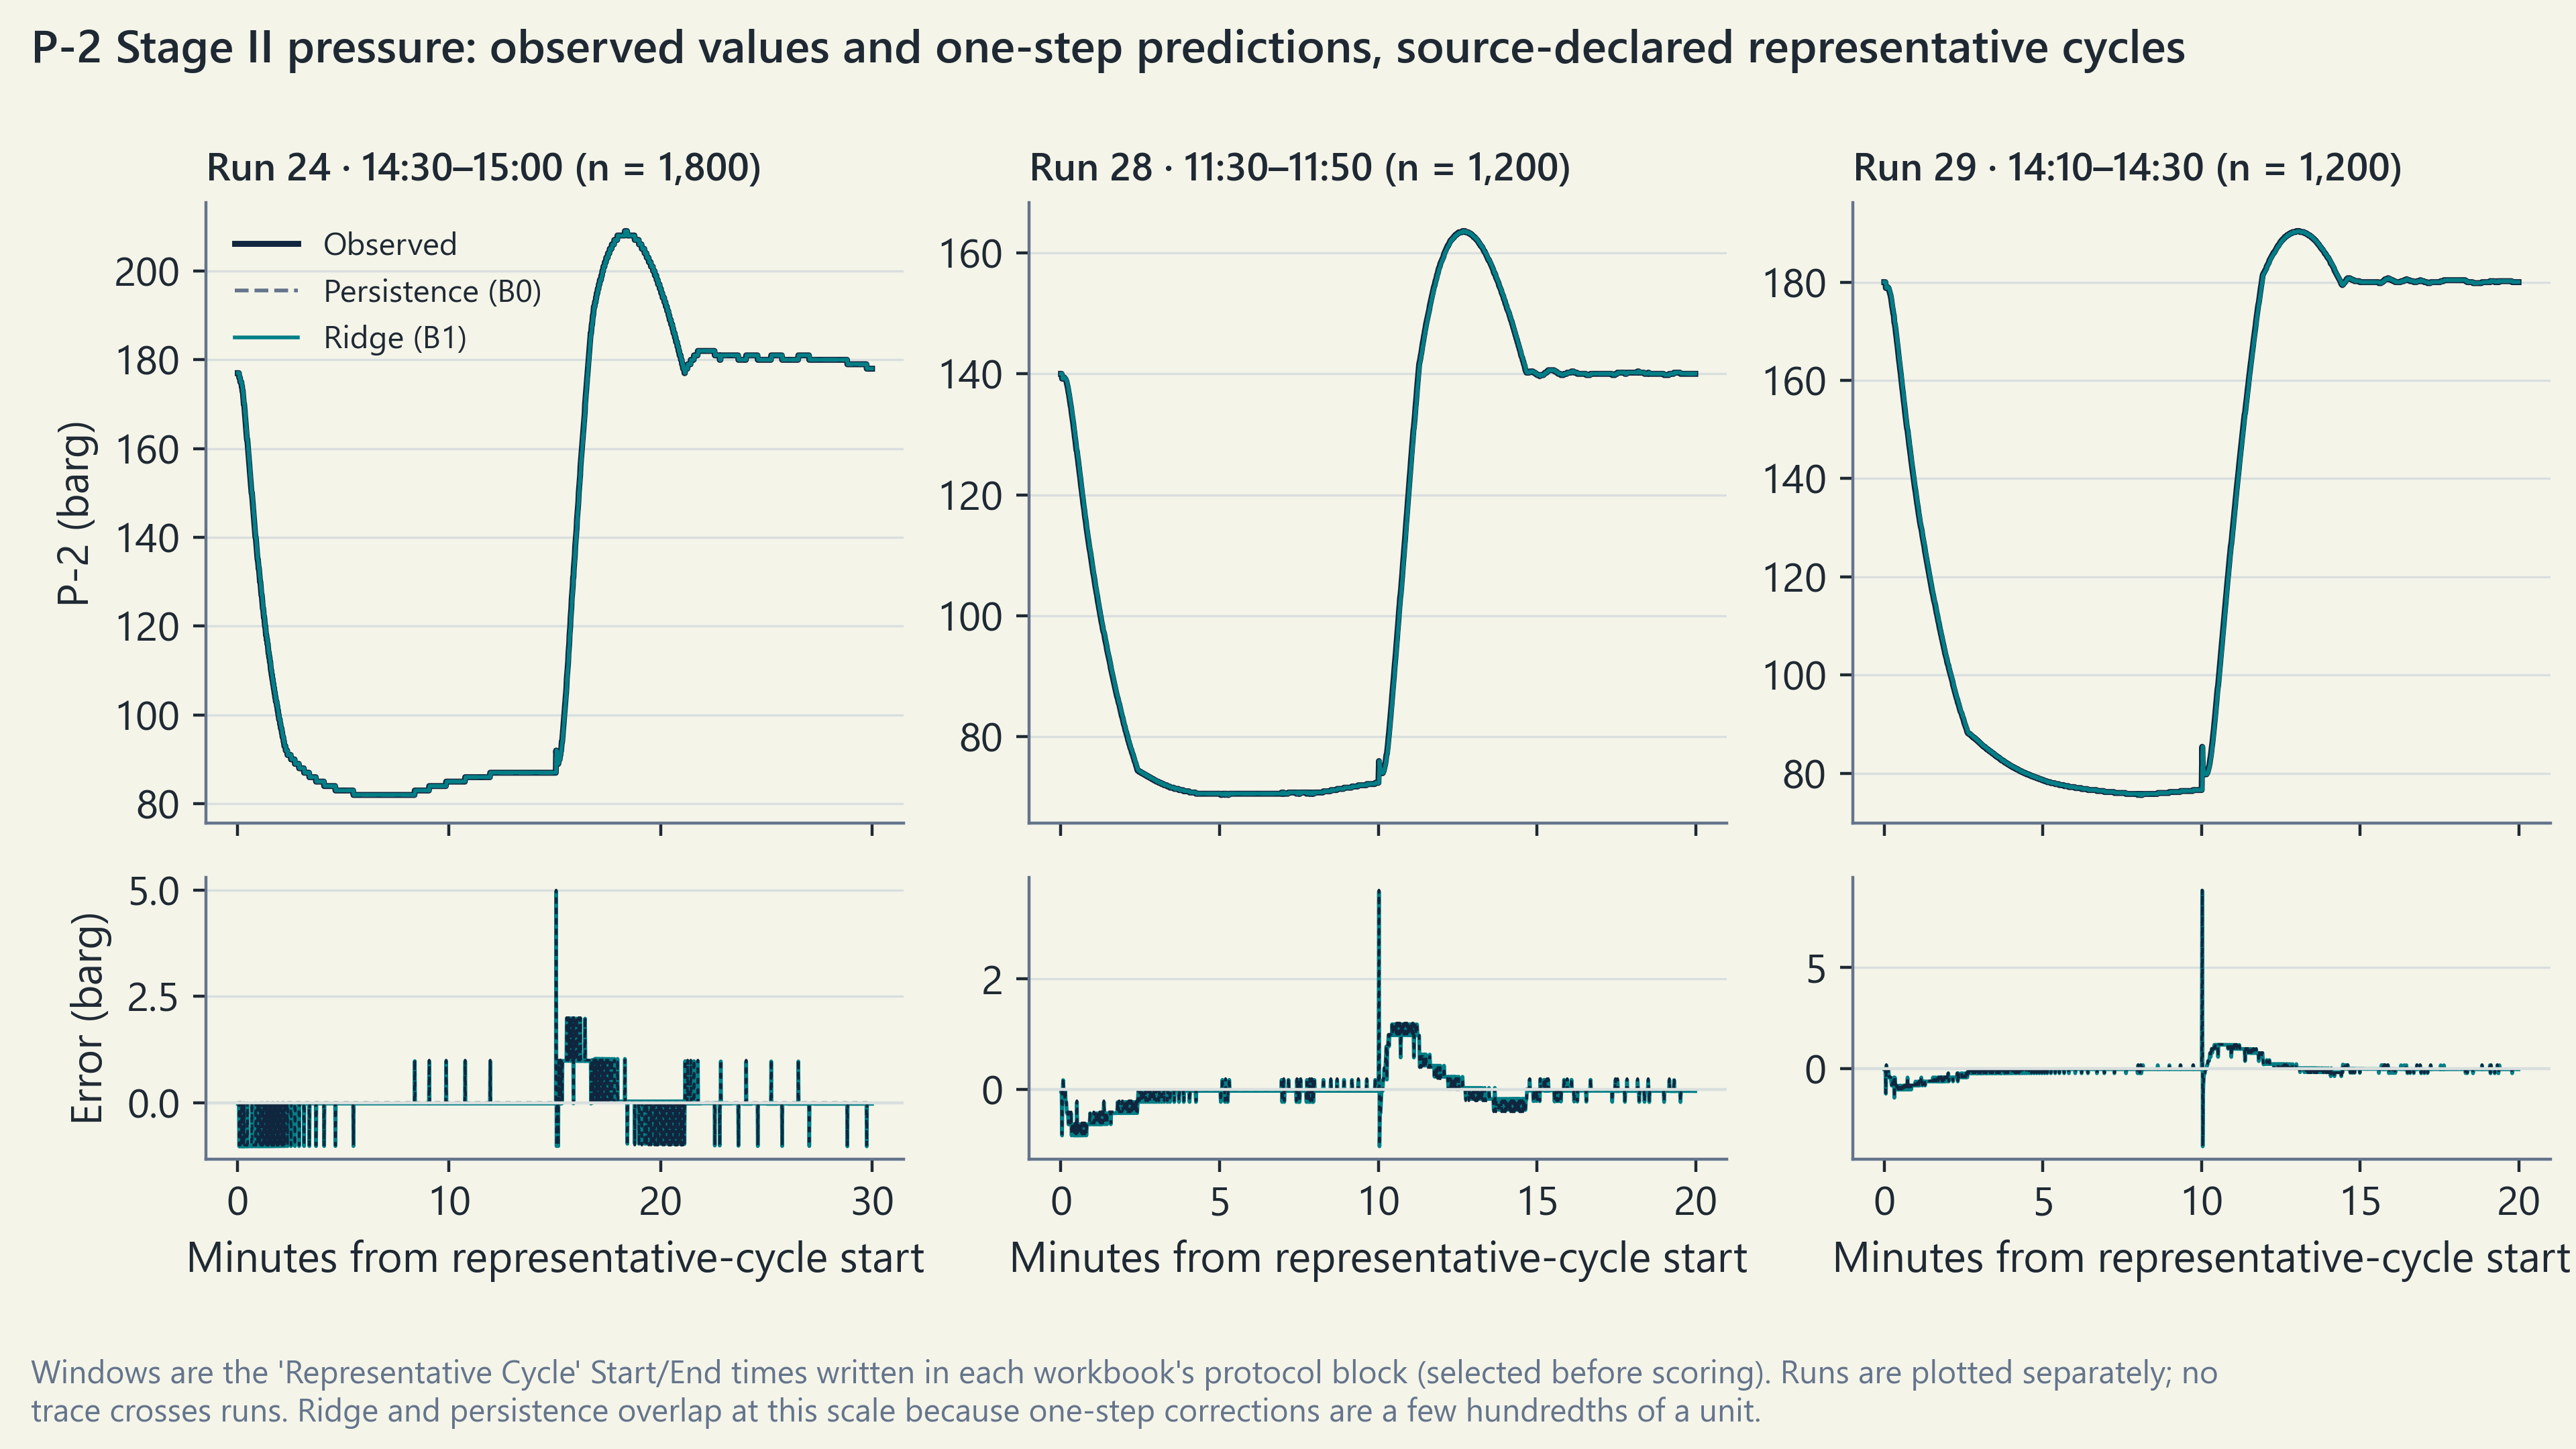 P-2 Stage II pressure: observed values and one-step predictions, source-declared representative cycles
Run 24 · 14:30–15:00 (n = 1,800)
Run 28 · 11:30–11:50 (n = 1,200)
Run 29 · 14:10–14:30 (n = 1,200)
Observed
Persistence (B0)
Ridge (B1)
P-2 (barg)
200
180
160
140
120
100
80
160
140
120
100
80
180
160
140
120
100
80
Error (barg)
5.0
2.5
0.0
2
0
5
0
0 10 20 30
0 5 10 15 20
0 5 10 15 20
Minutes from representative-cycle start
Minutes from representative-cycle start
Minutes from representative-cycle start
Windows are the 'Representative Cycle' Start/End times written in each workbook's protocol block (selected before scoring). Runs are plotted separately; no
trace crosses runs. Ridge and persistence overlap at this scale because one-step corrections are a few hundredths of a unit.